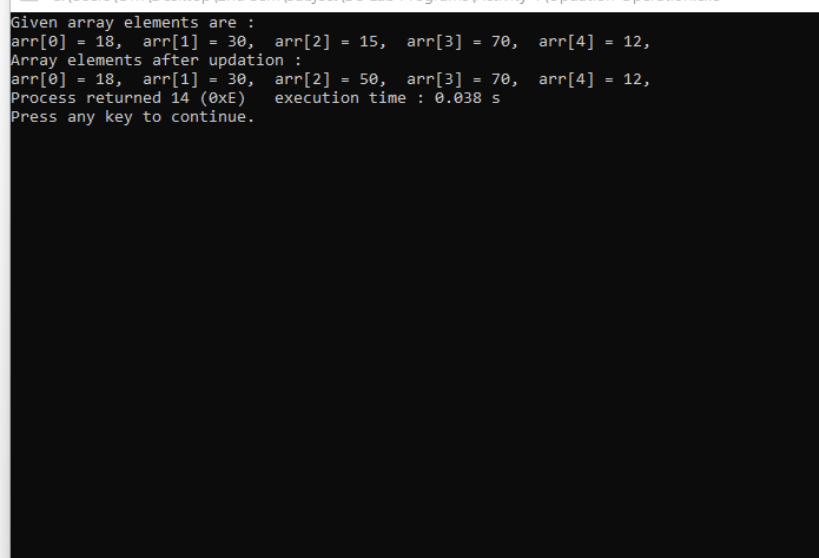 Given array elements are :
arr[0] = 18,  arr[1] = 30,  arr[2] = 15,  arr[3] = 70,  arr[4] = 12,
Array elements after updation :
arr[0] = 18,  arr[1] = 30,  arr[2] = 50,  arr[3] = 70,  arr[4] = 12,
Process returned 14 (0xE)   execution time : 0.038 s
Press any key to continue.